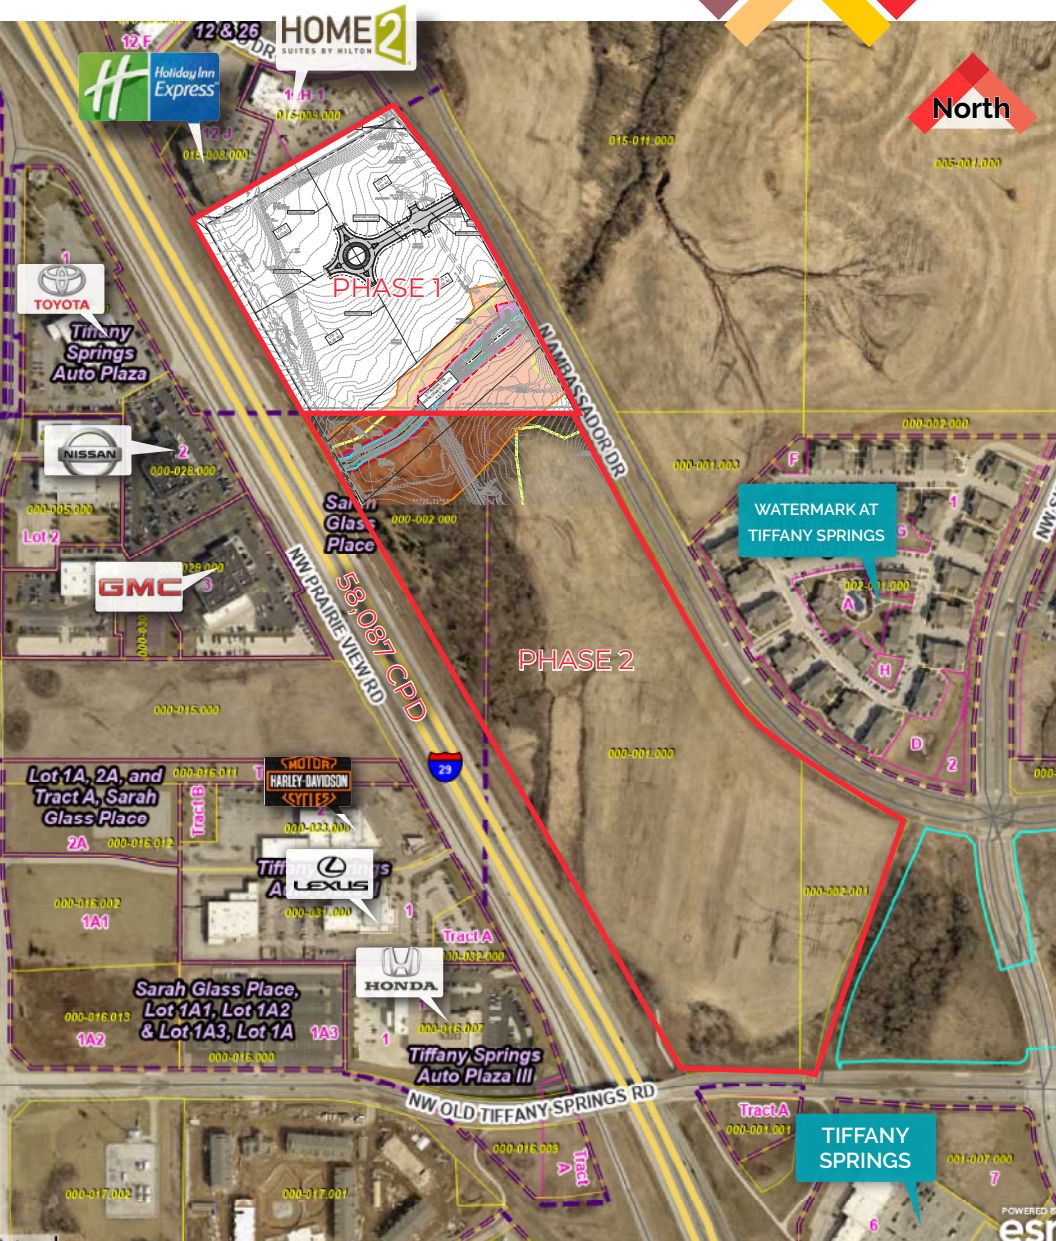 12 & 26
12 F
DR
HOME2
SUITES BY HILTON
Holiday Inn
Express
015-009.000
12 J
015-008.000
015-011.000
North
005-001.000
1
TOYOTA
Tiffany
Springs
Auto Plaza
PHASE 1
N AMBASSADOR DR
NISSAN
2
000-028.000
000-002.000
000-001.003
F
1
000-005.000
Lot 2
Sarah
Glass
Place
000-002.000
WATERMARK AT
TIFFANY SPRINGS
G
GMC
3
002-001.000
A
NW PRAIRIE VIEW RD
58,087 CPD
PHASE 2
H
000-015.000
000-001.000
D
2
29
Lot 1A, 2A, and
Tract A, Sarah
Glass Place
000-016.011
Tract B
MOTOR
HARLEY-DAVIDSON
CYCLES
000-033.000
2A
000-016.012
LEXUS
000-031.000
1
000-002-001
000-016.002
1A1
Tract A
000-032.000
HONDA
Sarah Glass Place,
Lot 1A1, Lot 1A2
& Lot 1A3, Lot 1A
000-016.013
1A2
1A3
1
000-016.007
000-016.000
Tiffany Springs
Auto Plaza III
NW OLD TIFFANY SPRINGS RD
Tract A
000-001.001
TIFFANY
SPRINGS
000-016.009
Tract
A
001-007.000
7
000-017.002
000-017.001
6
POWERED B
esri